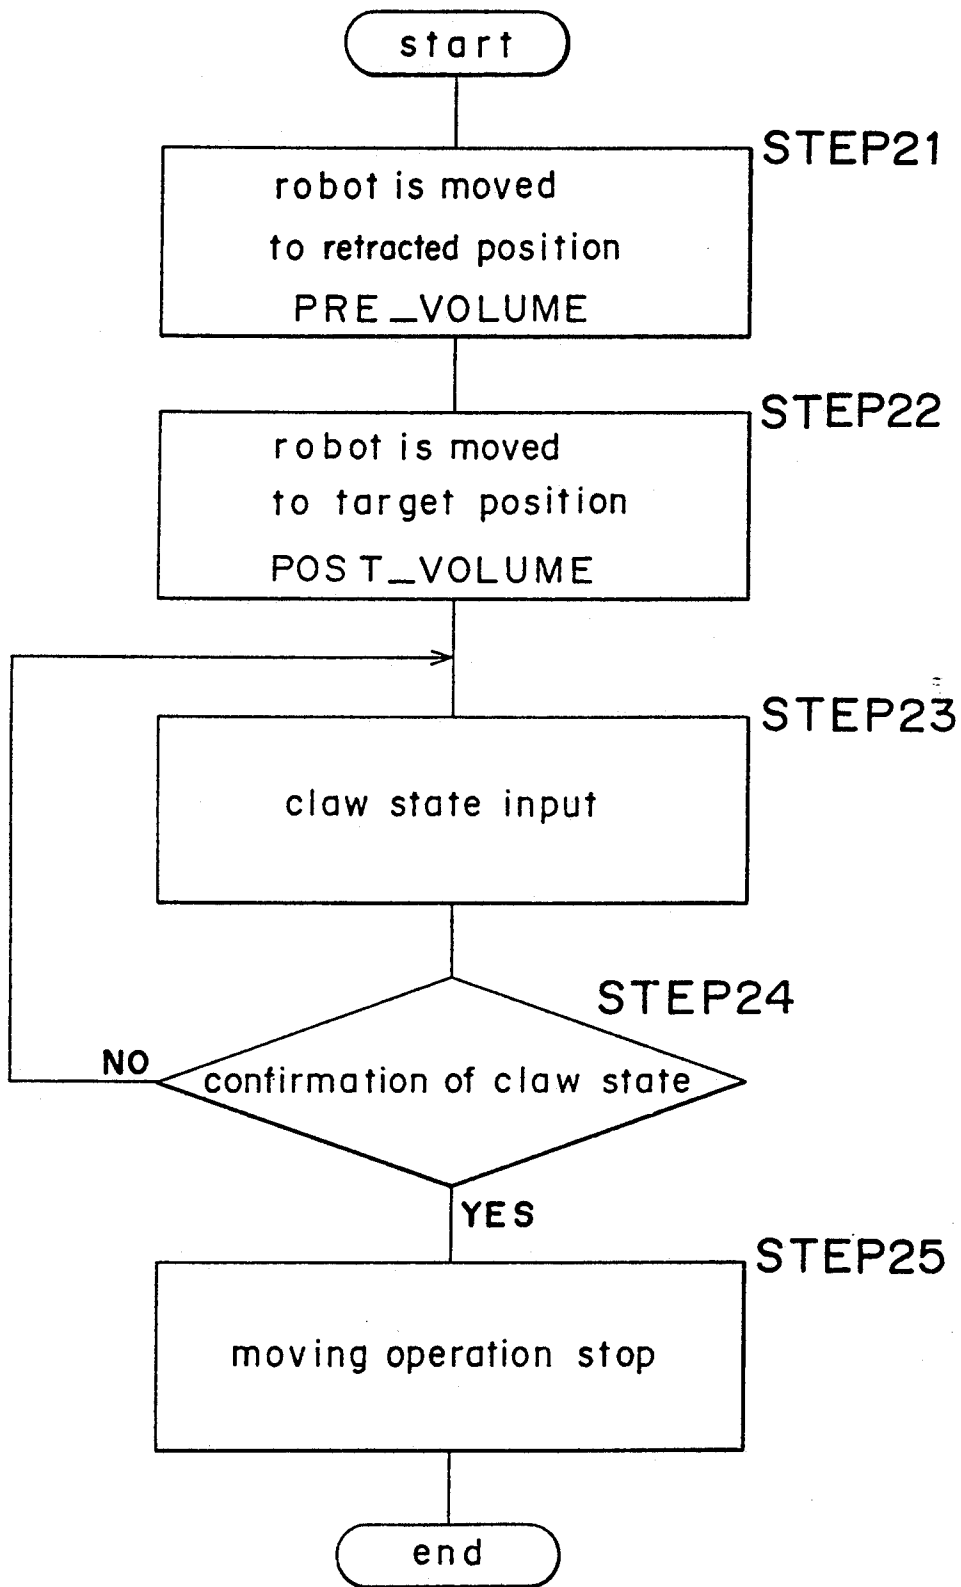 start
STEP21
robot is moved
to retracted position
PRE_VOLUME
STEP22
robot is moved
to target position
POST_VOLUME
STEP23
claw state input
STEP24
NO
confirmation of claw state
YES
STEP25
moving operation stop
end